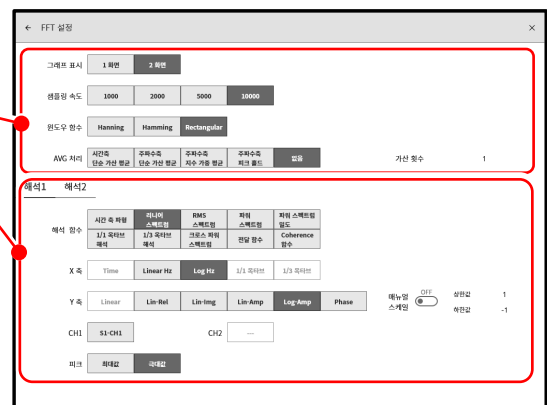 ← FFT 설정 ×
그래프 표시 1 화면 2 화면
샘플링 속도 1000 2000 5000 10000
윈도우 함수 Hanning Hamming Rectangular
AVG 처리 시간축 단순 가산 평균 주파수축 단순 가산 평균 주파수축 지수 가중 평균 주파수축 피크 홀드 없음 가산 횟수 1
해석1 해석2
해석 함수 시간 축 파형 리니어 스펙트럼 RMS 스펙트럼 파워 스펙트럼 파워 스펙트럼 밀도
1/1 옥타브 해석 1/3 옥타브 해석 크로스 파워 스펙트럼 전달 함수 Coherence 함수
X 축 Time Linear Hz Log Hz 1/1 옥타브 1/3 옥타브
Y 축 Linear Lin-Rel Lin-Img Lin-Amp Log-Amp Phase 매뉴얼 스케일 OFF 상한값 1
하한값 -1
CH1 S1-CH1 CH2 —
피크 최대값 극대값